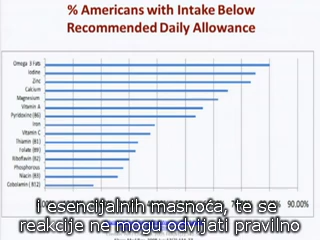 % Americans with Intake Below
Recommended Daily Allowance
Omega 3 Fats
Iodine
Zinc
Calcium
Magnesium
Vitamin A
Pyridoxine (B6)
Iron
Vitamin C
Thiamin (B1)
Folate (B9)
Riboflavin (B2)
Phosphorous
Niacin (B3)
Cobolamin ( B12)
90.00%
i esencijalnih masnoća, te se
reakcije ne mogu odvijati pravilno